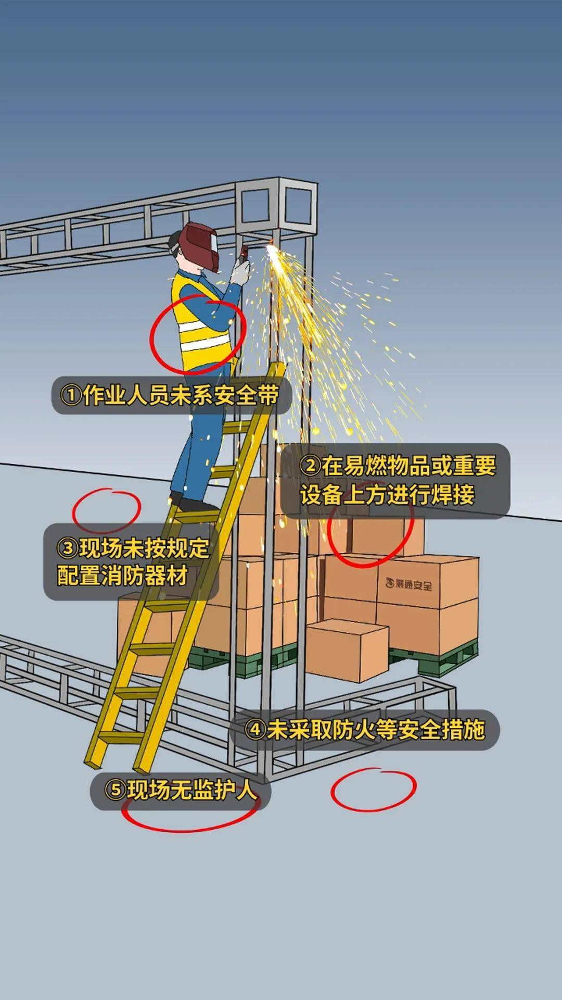 ①作业人员未系安全带
②在易燃物品或重要
设备上方进行焊接
③现场未按规定
配置消防器材
展通安全
④未采取防火等安全措施
⑤现场无监护人